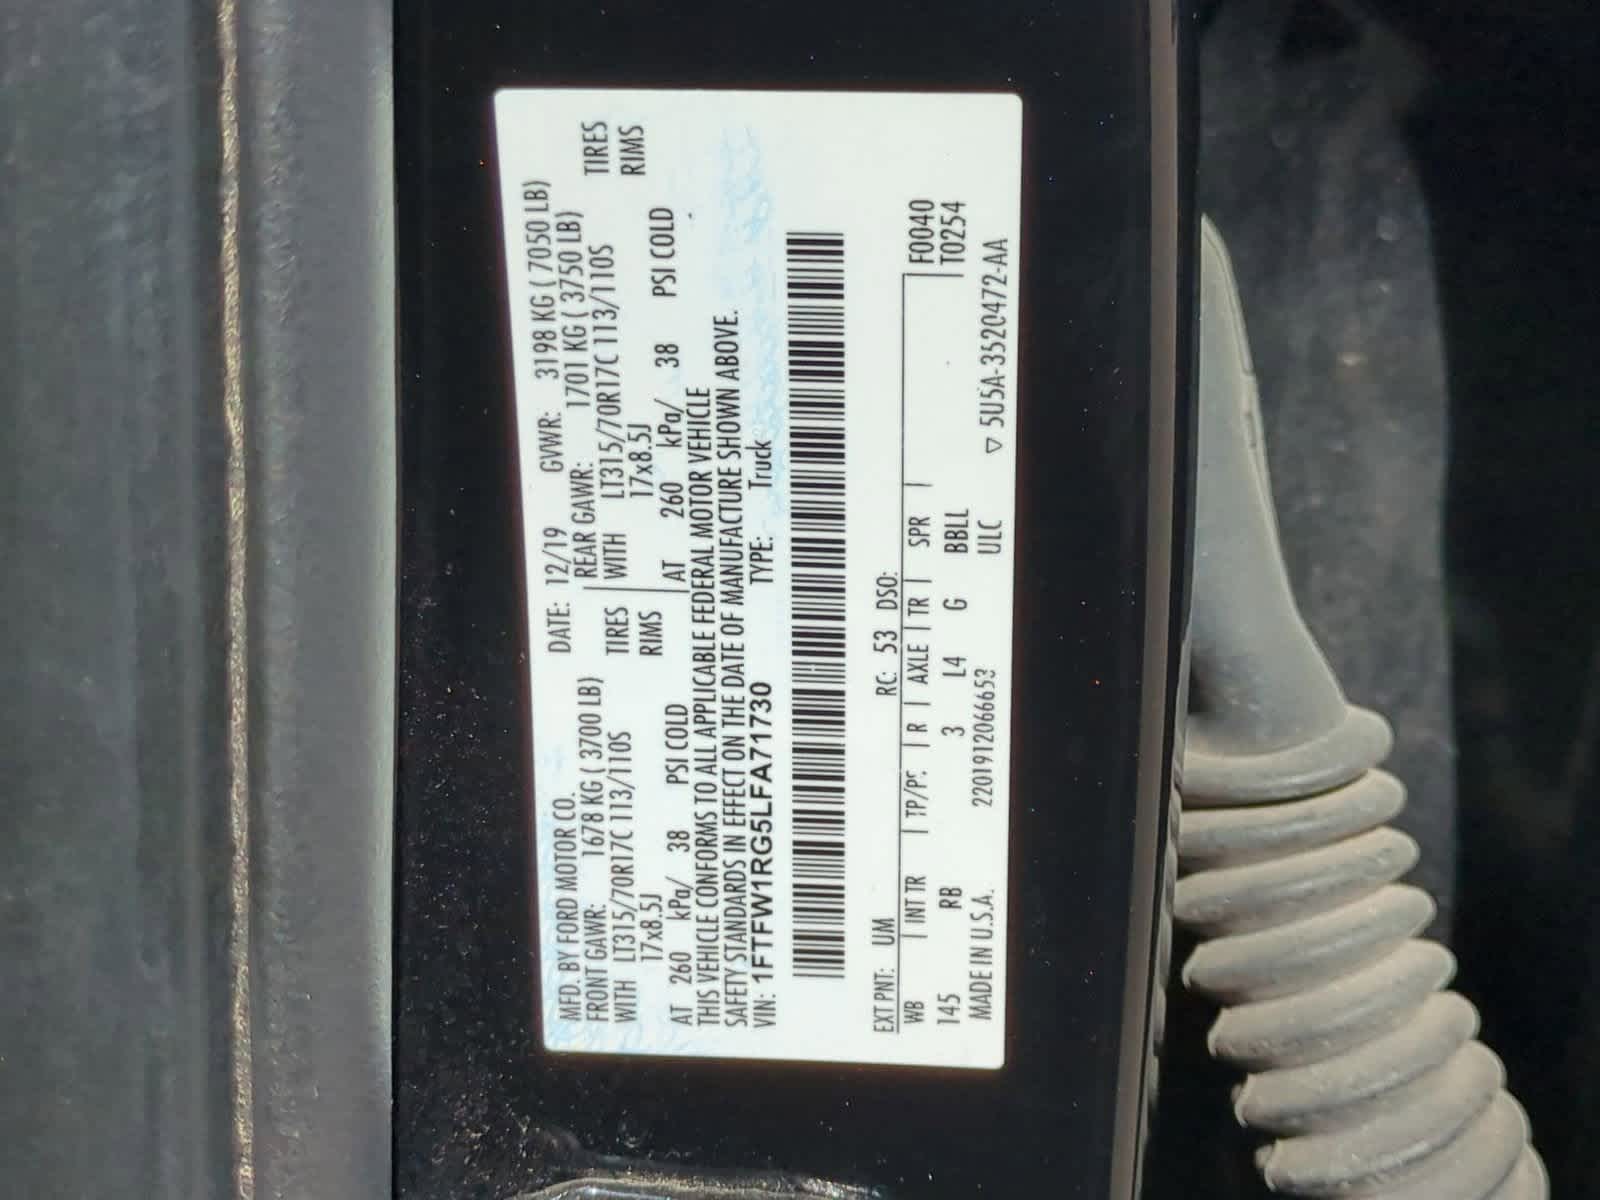 MFD. BY FORD MOTOR CO. DATE: 12/19 GVWR: 3198 KG ( 7050 LB)
FRONT GAWR: 1678 KG ( 3700 LB) REAR GAWR: 1701 KG ( 3750 LB)
WITH LT315/70R17C 113/110S TIRES WITH LT315/70R17C 113/110S TIRES
17x8.5J RIMS 17x8.5J RIMS
AT 260 kPa/ 38 PSI COLD AT 260 kPa/ 38 PSI COLD
THIS VEHICLE CONFORMS TO ALL APPLICABLE FEDERAL MOTOR VEHICLE
SAFETY STANDARDS IN EFFECT ON THE DATE OF MANUFACTURE SHOWN ABOVE.
VIN: 1FTFW1RG5LFA71730 TYPE: Truck
EXT PNT: UM RC: 53 DSO:
WB INT TR TP/PS R AXLE TR SPR F0040
145 RB 3 L4 G BBLL T0254
MADE IN U.S.A. ULC
▽ 5U5A-3520472-AA